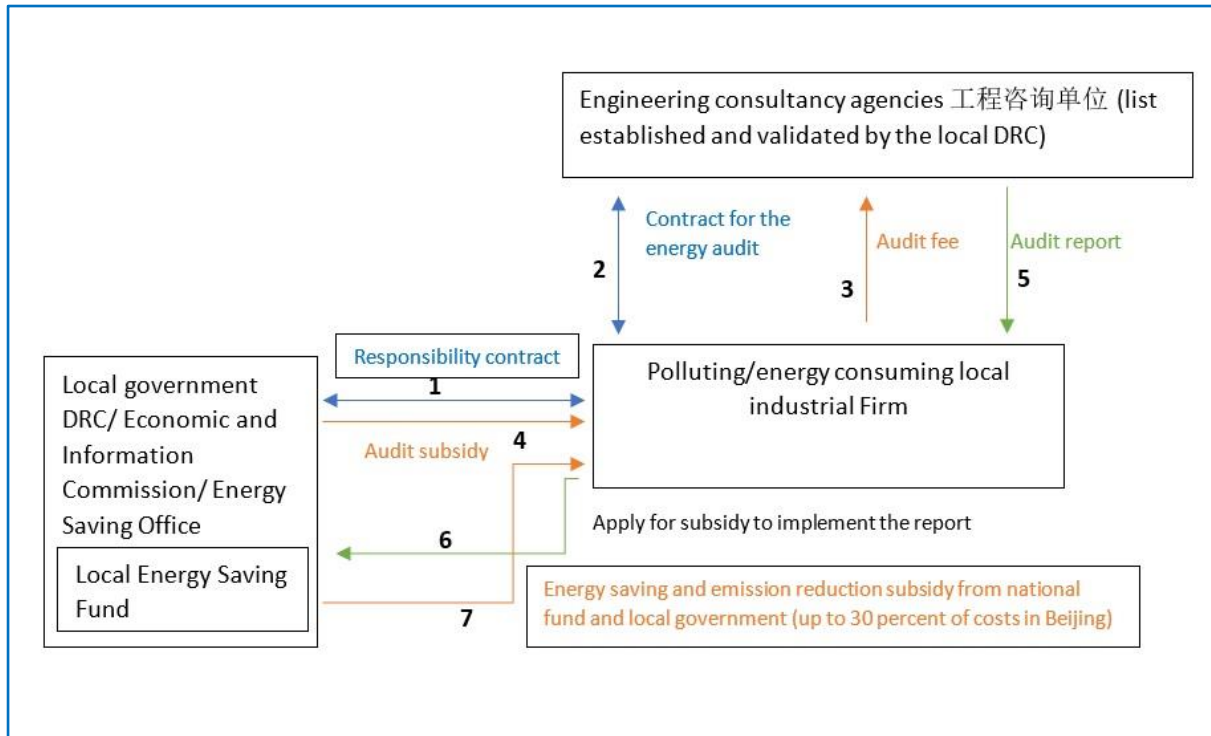 Engineering consultancy agencies 工程咨询单位 (list
established and validated by the local DRC)
Contract for the
energy audit
2
Audit fee
3
Audit report
5
Responsibility contract
1
Polluting/energy consuming local
industrial Firm
Local government
DRC/ Economic and
Information
Commission/ Energy
Saving Office
4
Audit subsidy
Apply for subsidy to implement the report
6
Local Energy Saving
Fund
7
Energy saving and emission reduction subsidy from national
fund and local government (up to 30 percent of costs in Beijing)